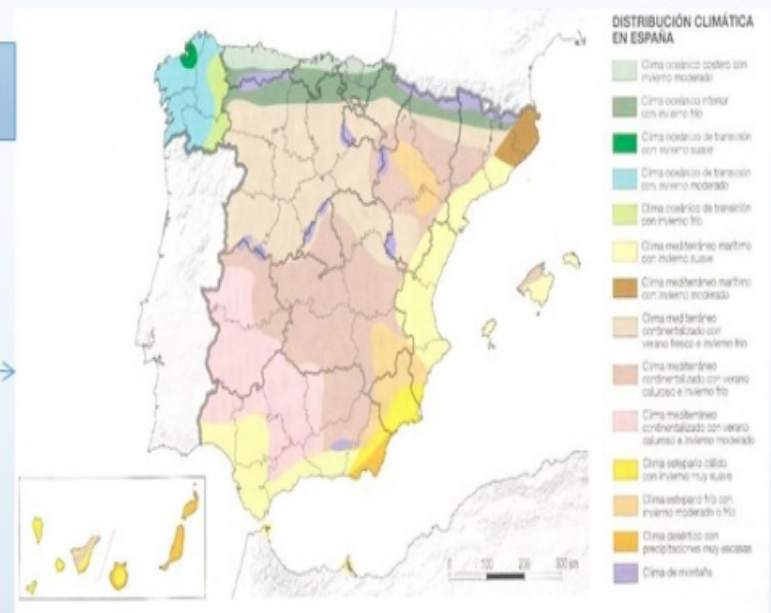 DISTRIBUCIÓN CLIMÁTICA
EN ESPAÑA
Clima oceánico costero con
invierno moderado
Clima oceánico interior
con invierno frío
Clima oceánico de transición
con invierno suave
Clima oceánico de transición
con invierno moderado
Clima oceánico de transición
con invierno frío
Clima mediterráneo marítimo
con invierno suave
Clima mediterráneo marítimo
con invierno moderado
Clima mediterráneo
continentalizado con
verano fresco e invierno frío
Clima mediterráneo
continentalizado con verano
caluroso e invierno frío
Clima mediterráneo
continentalizado con verano
caluroso e invierno moderado
Clima estepario cálido
con invierno muy suave
Clima estepario frío con
invierno moderado o frío
Clima desértico con
precipitaciones muy escasas
Clima de montaña
0 100 200 300 km